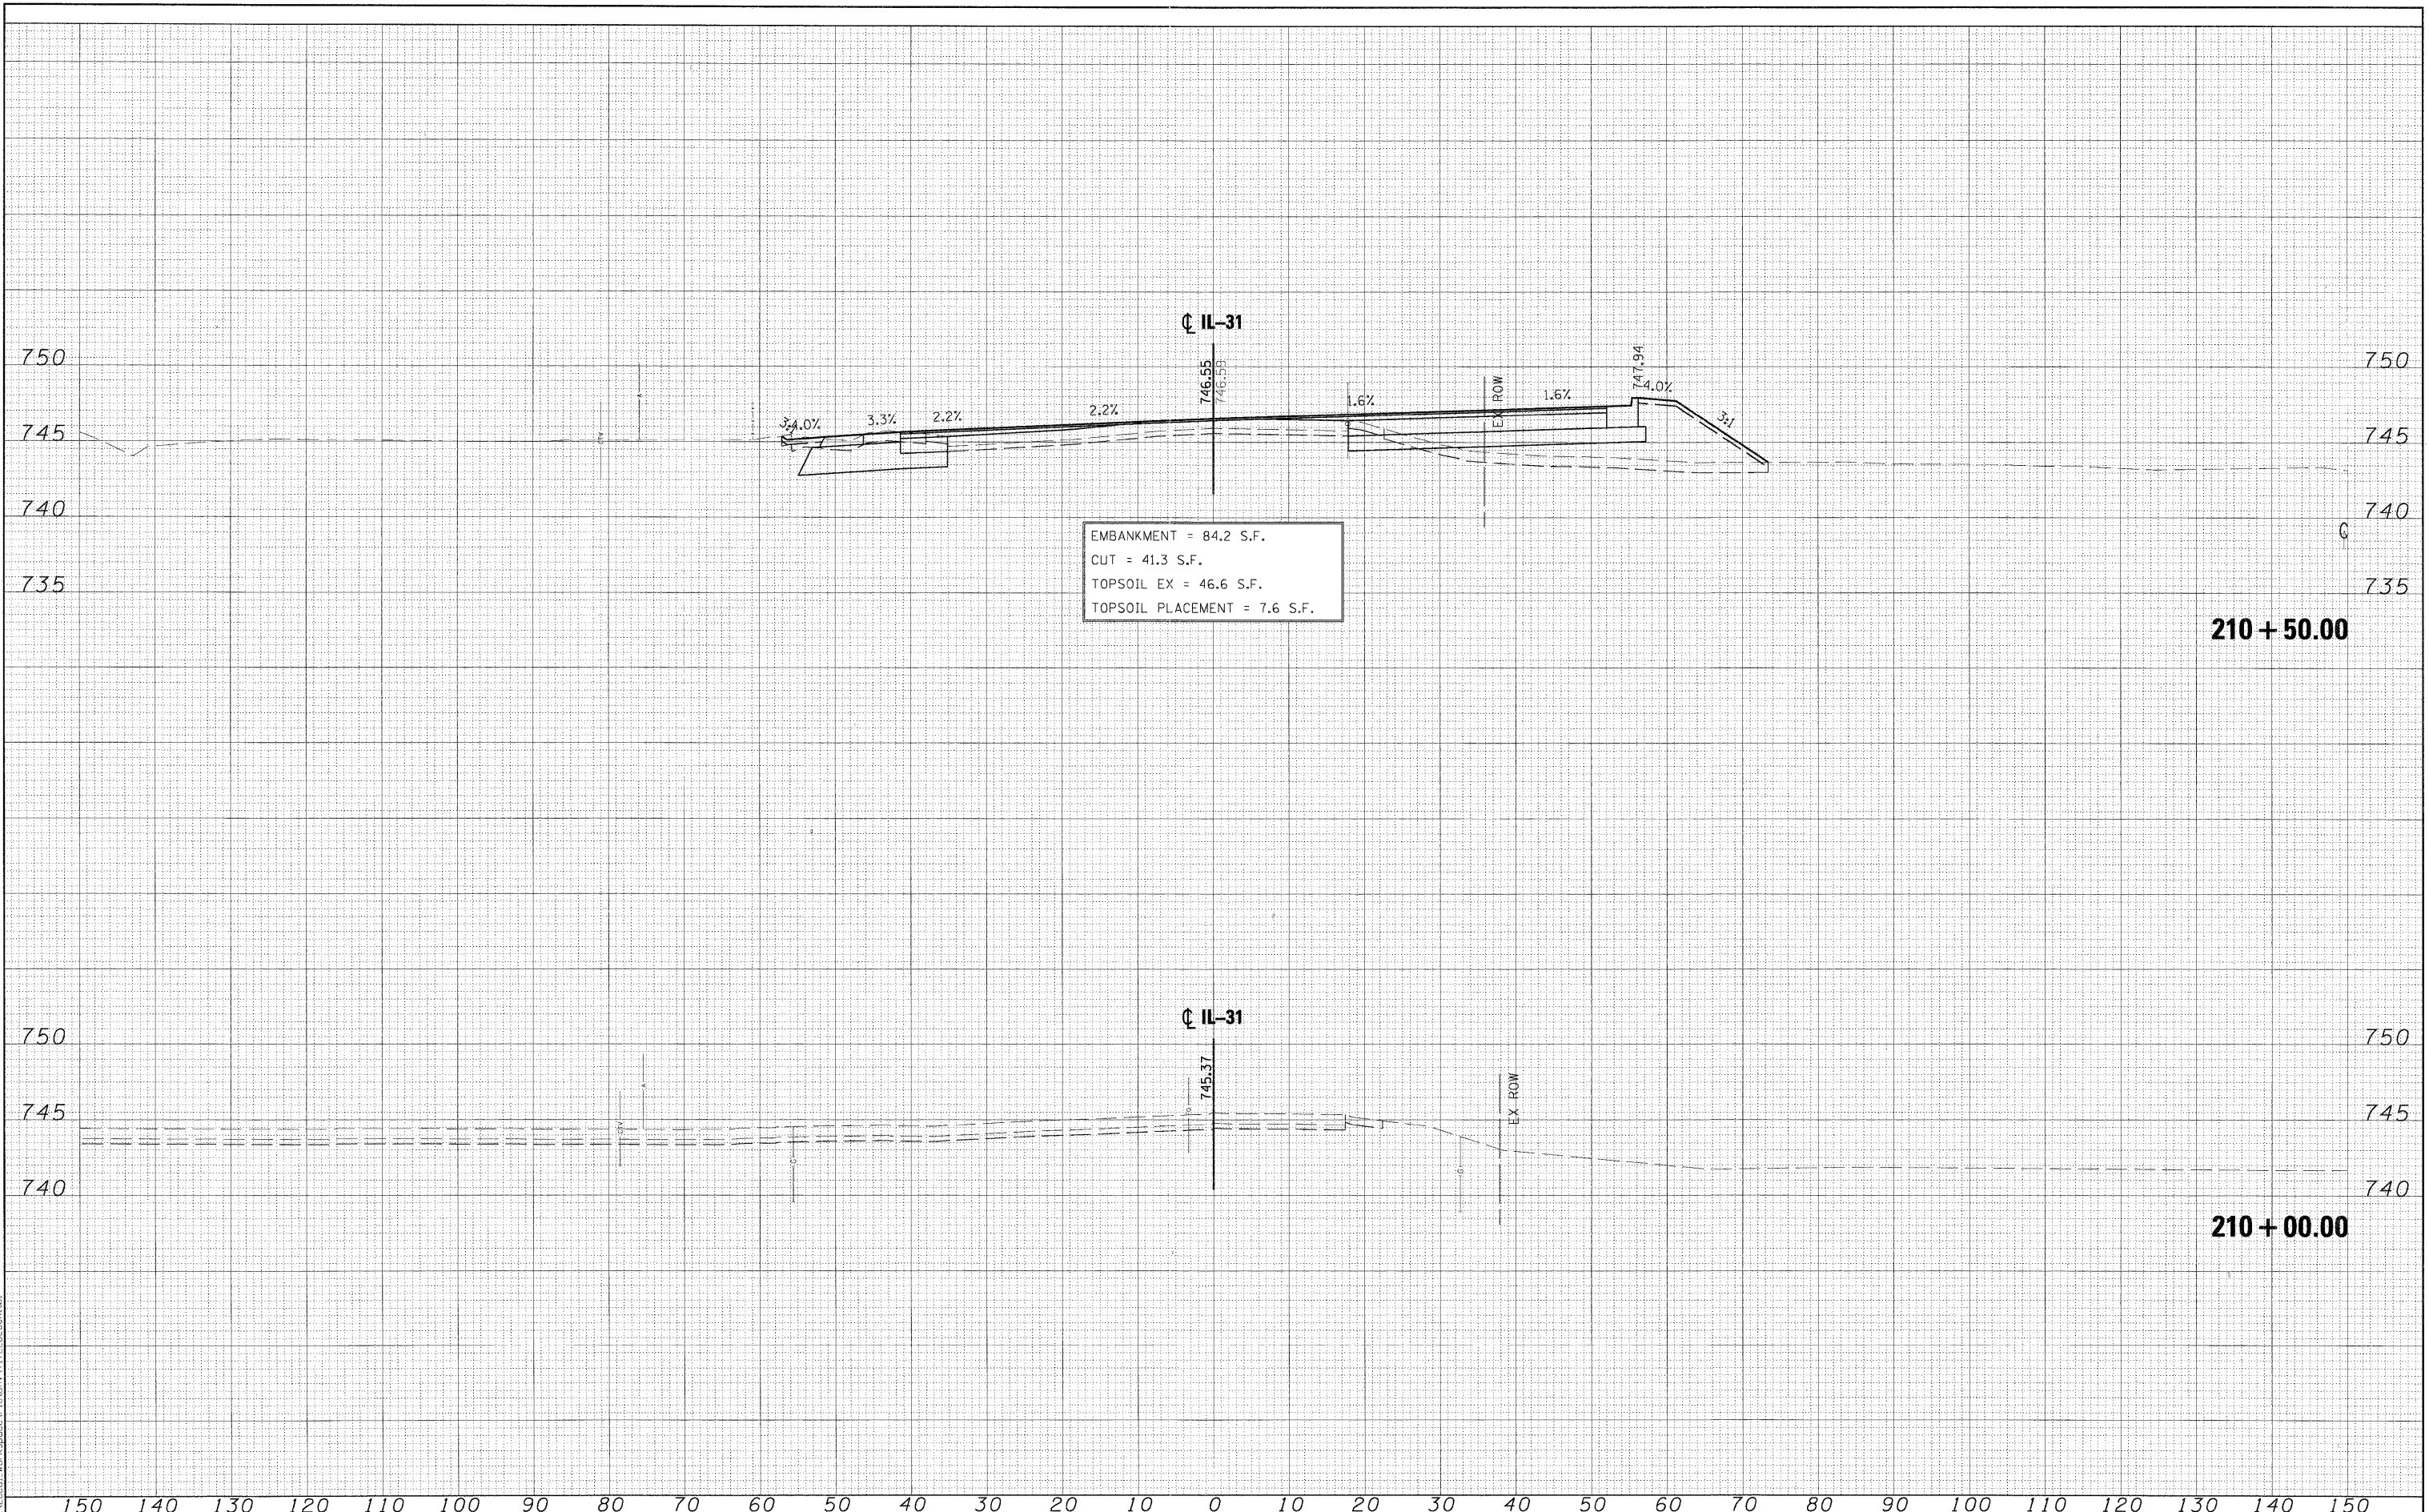 ℄ IL-31
750
746.55
746.59
747.94
750
3:1
4.0%
3.3%
2.2%
2.2%
1.6%
EX ROW
1.6%
4.0%
3:1
745
CTV
A
745
740
740
EMBANKMENT = 84.2 S.F.
CUT = 41.3 S.F.
TOPSOIL EX = 46.6 S.F.
TOPSOIL PLACEMENT = 7.6 S.F.
735
735
210 + 50.00
℄ IL-31
750
745.37
750
EX ROW
745
CTV
A
G
G
745
740
740
210 + 00.00
150 140 130 120 110 100 90 80 70 60 50 40 30 20 10 0 10 20 30 40 50 60 70 80 90 100 110 120 130 140 150